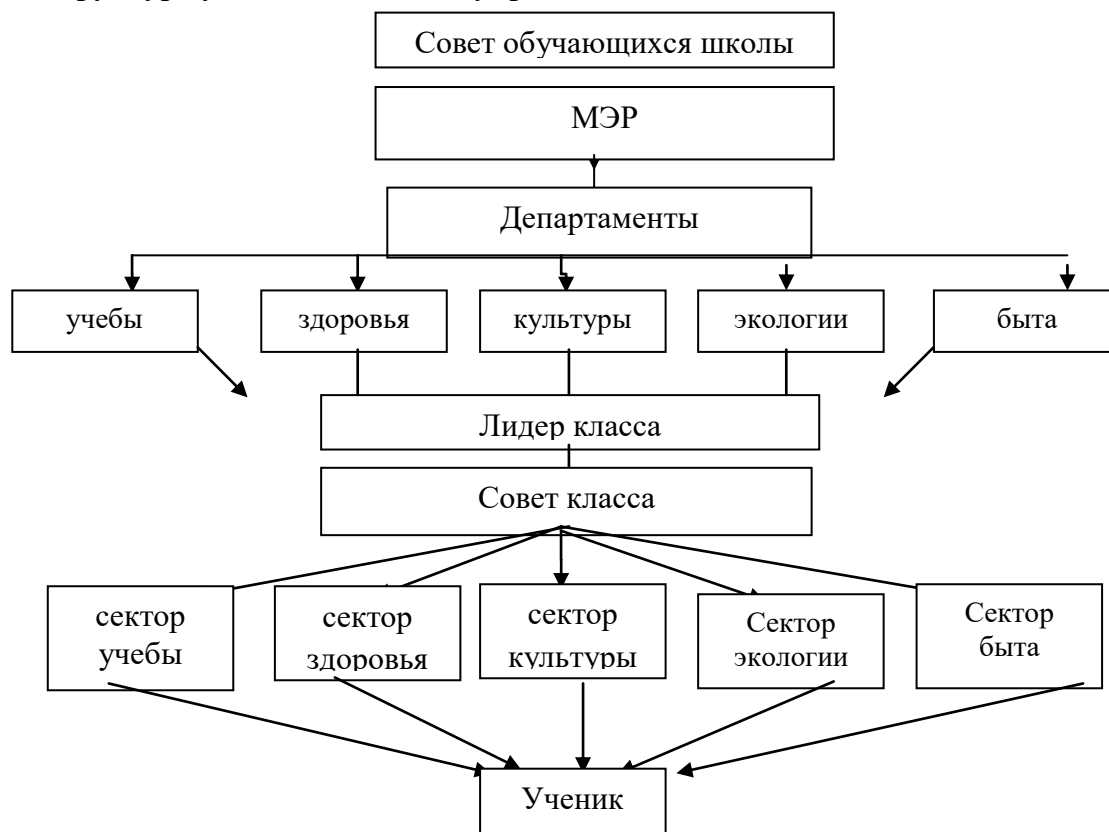 Совет обучающихся школы
МЭР
Департаменты
учебы
здоровья
культуры
экологии
быта
Лидер класса
Совет класса
сектор
учебы
сектор
здоровья
сектор
культуры
Сектор
экологии
Сектор
быта
Ученик